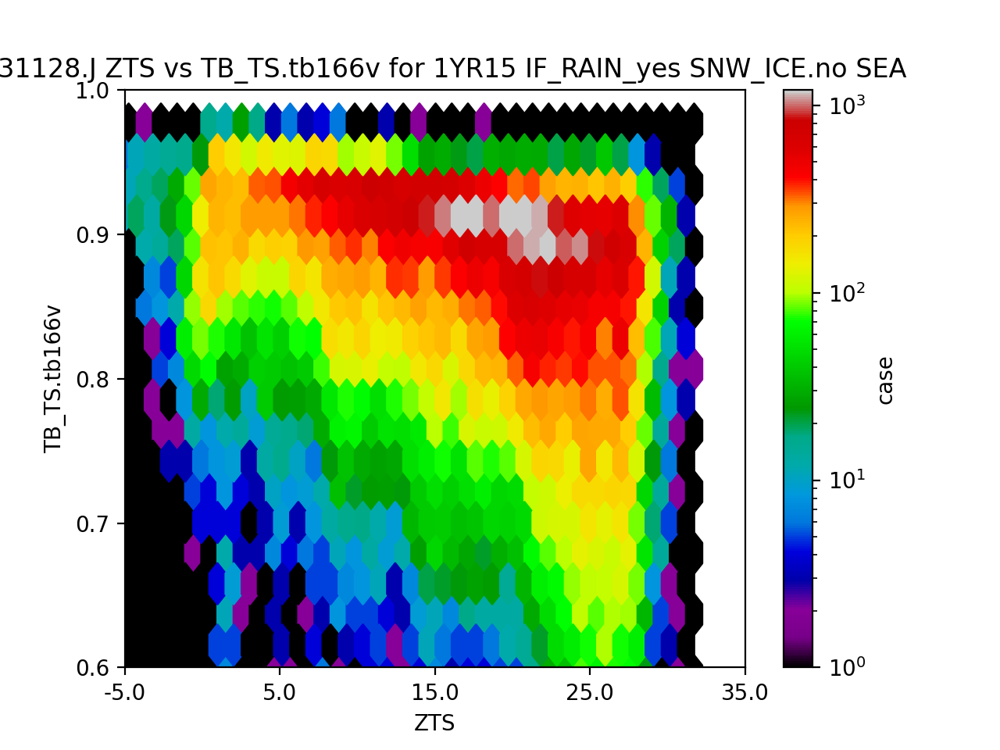 31128.J ZTS vs TB_TS.tb166v for 1YR15 IF_RAIN_yes SNW_ICE.no SEA
1.0
0.9
0.8
0.7
0.6
TB_TS.tb166v
-5.0 5.0 15.0 25.0 35.0
ZTS
10³
10²
10¹
10⁰
case